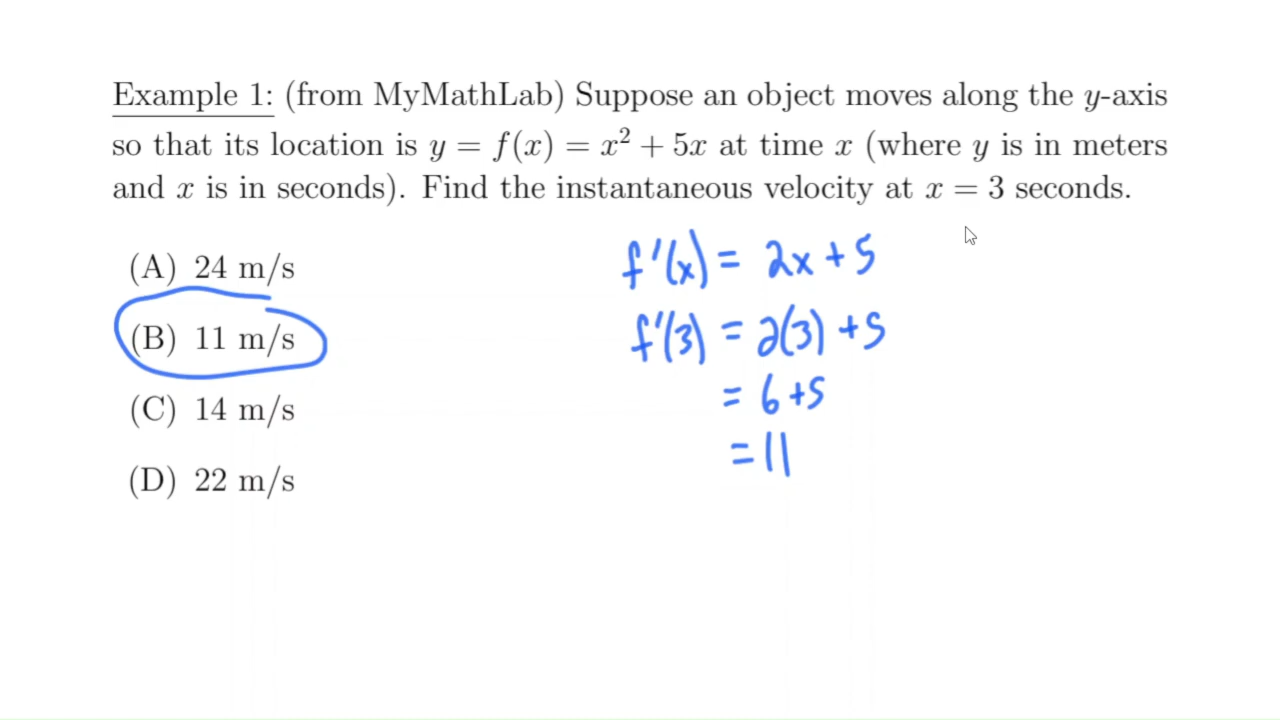 Example 1: (from MyMathLab) Suppose an object moves along the y-axis
so that its location is y = f(x) = x² + 5x at time x (where y is in meters
and x is in seconds). Find the instantaneous velocity at x = 3 seconds.
(A) 24 m/s
(B) 11 m/s
(C) 14 m/s
(D) 22 m/s
f'(x) = 2x + 5
f'(3) = 2(3) + 5
= 6 + 5
= 11